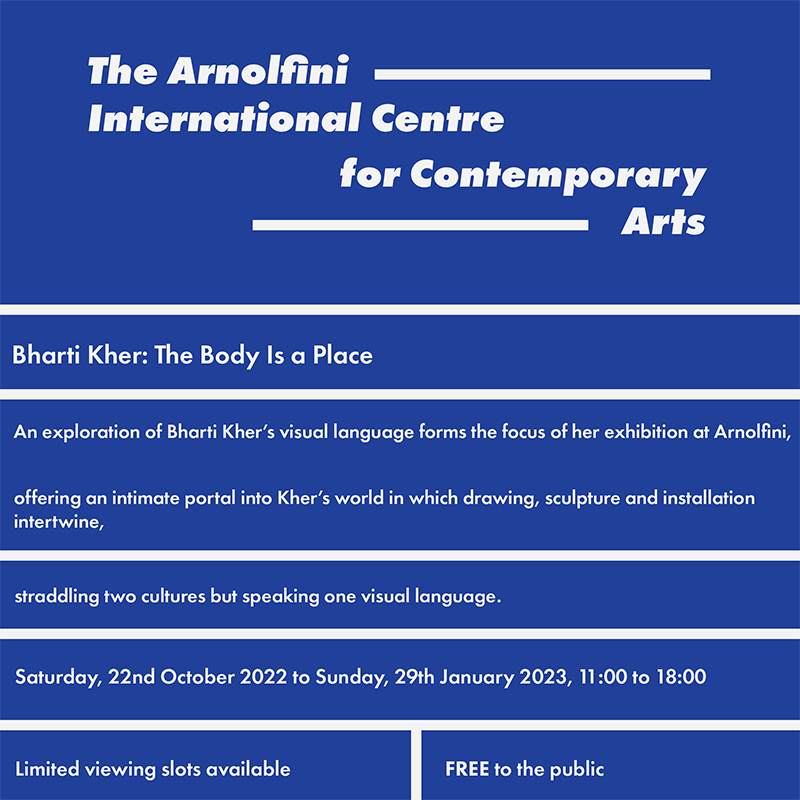 The Arnolfini
International Centre
for Contemporary
Arts
Bharti Kher: The Body Is a Place
An exploration of Bharti Kher’s visual language forms the focus of her exhibition at Arnolfini,
offering an intimate portal into Kher’s world in which drawing, sculpture and installation
intertwine,
straddling two cultures but speaking one visual language.
Saturday, 22nd October 2022 to Sunday, 29th January 2023, 11:00 to 18:00
Limited viewing slots available
FREE to the public